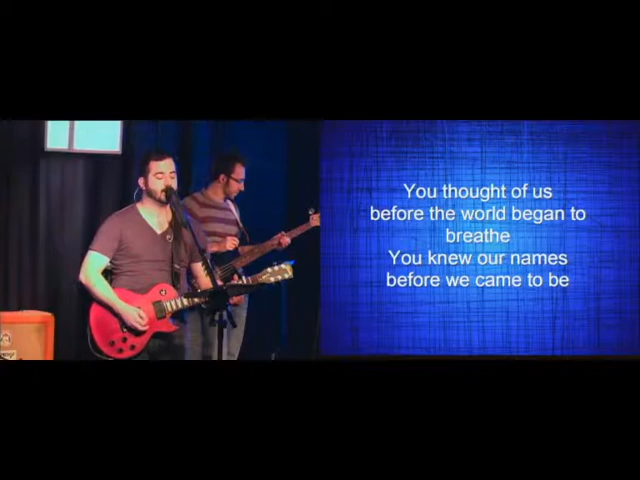 You thought of us
before the world began to
breathe
You knew our names
before we came to be